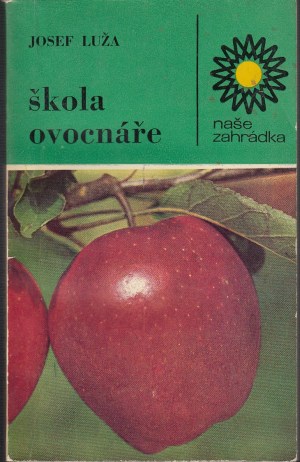 JOSEF LUŽA
škola
ovocnáře
naše
zahrádka